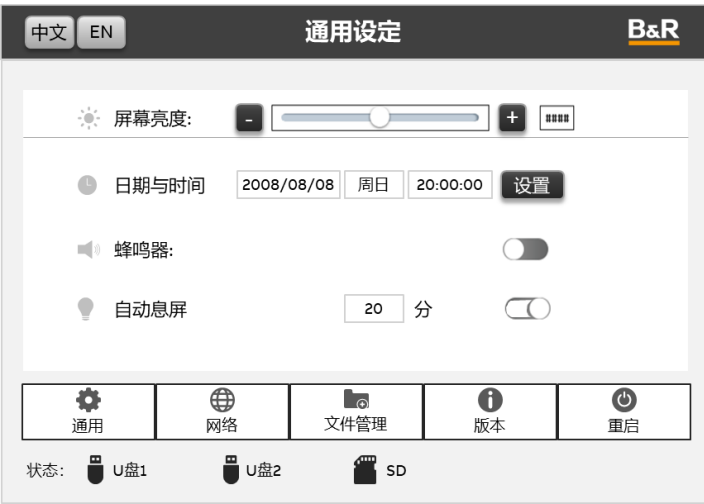 中文 EN 通用设定 B&R
屏幕亮度: - + ####
日期与时间 2008/08/08 周日 20:00:00 设置
蜂鸣器:
自动息屏 20 分
通用 网络 文件管理 版本 重启
状态: U盘1 U盘2 SD